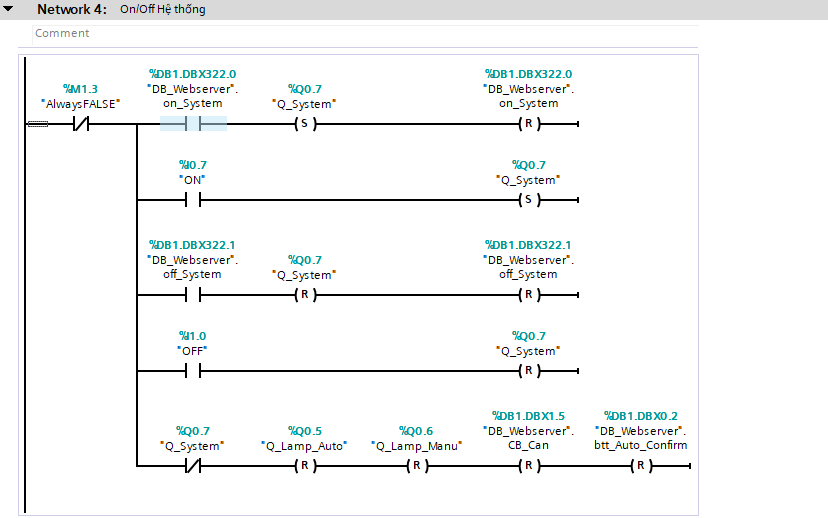 Network 4: On/Off Hệ thống
Comment
%M1.3
"AlwaysFALSE"
%DB1.DBX322.0
"DB_Webserver".
on_System
%Q0.7
"Q_System"
S
%DB1.DBX322.0
"DB_Webserver".
on_System
R
%I0.7
"ON"
%Q0.7
"Q_System"
S
%DB1.DBX322.1
"DB_Webserver".
off_System
%Q0.7
"Q_System"
R
%DB1.DBX322.1
"DB_Webserver".
off_System
R
%I1.0
"OFF"
%Q0.7
"Q_System"
R
%Q0.7
"Q_System"
%Q0.5
"Q_Lamp_Auto"
R
%Q0.6
"Q_Lamp_Manu"
R
%DB1.DBX1.5
"DB_Webserver".
CB_Can
R
%DB1.DBX0.2
"DB_Webserver".
btt_Auto_Confirm
R